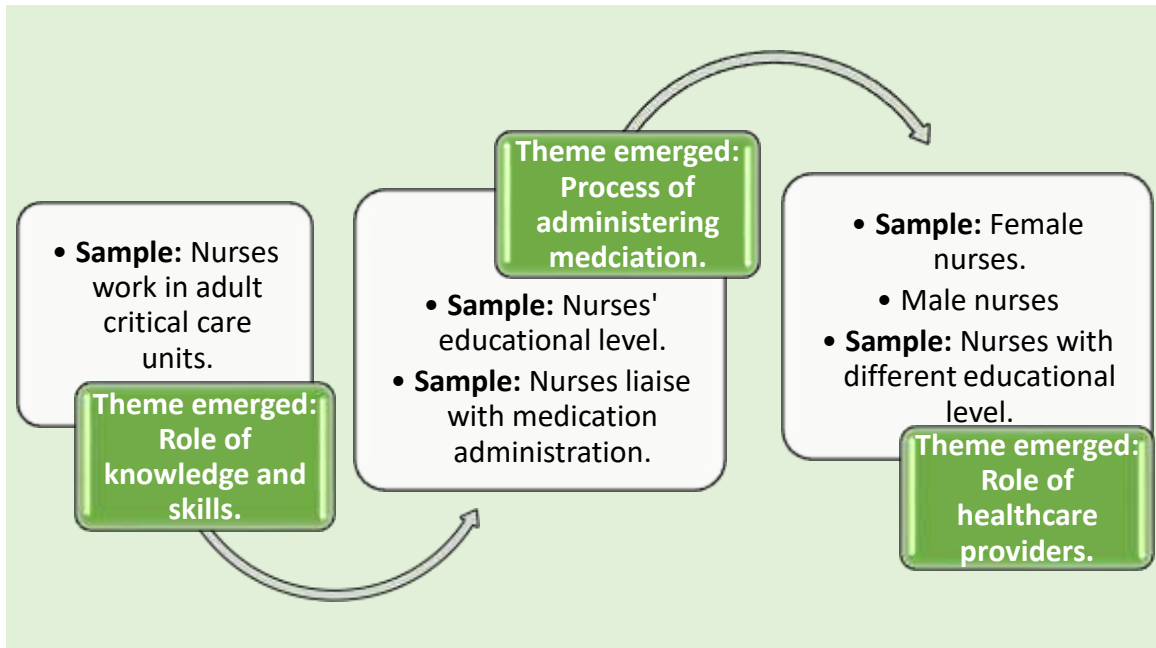 • Sample: Nurses
work in adult
critical care
units.
Theme emerged:
Role of
knowledge and
skills.
Theme emerged:
Process of
administering
medciation.
• Sample: Nurses'
educational level.
• Sample: Nurses liaise
with medication
administration.
• Sample: Female
nurses.
• Male nurses
• Sample: Nurses with
different educational
level.
Theme emerged:
Role of
healthcare
providers.